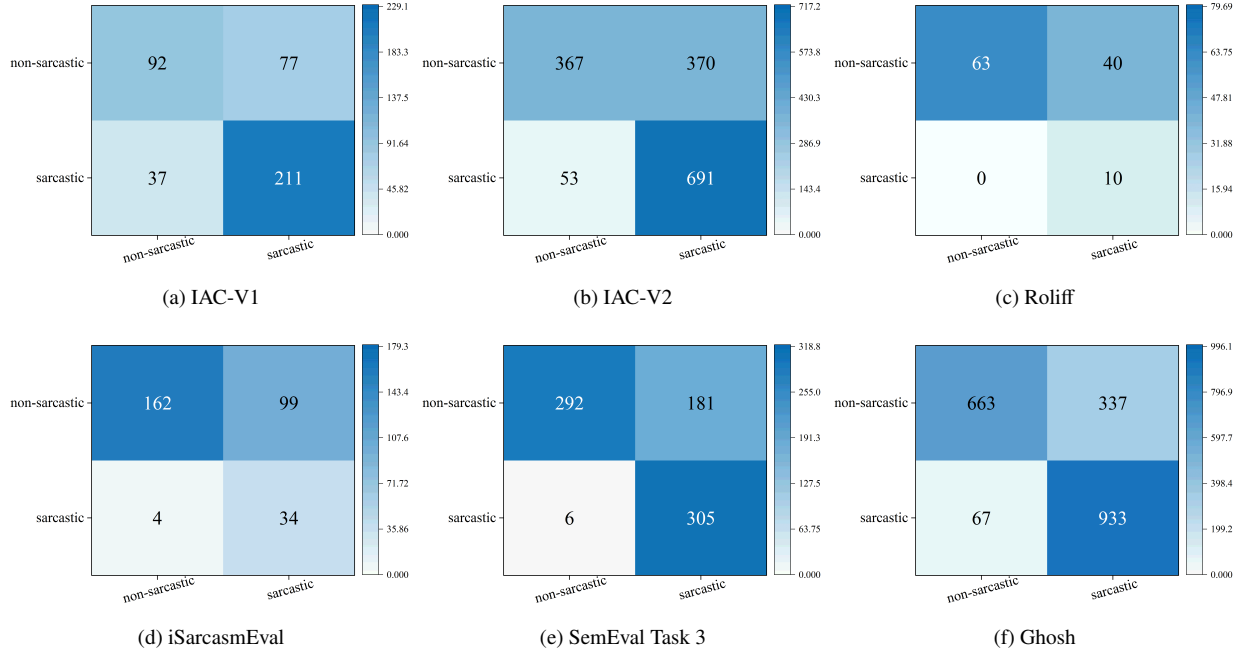 229.1
183.3
137.5
91.64
45.82
0.000
non-sarcastic
92
77
sarcastic
37
211
non-sarcastic
sarcastic
(a) IAC-V1
717.2
573.8
430.3
286.9
143.4
0.000
non-sarcastic
367
370
sarcastic
53
691
non-sarcastic
sarcastic
(b) IAC-V2
79.69
63.75
47.81
31.88
15.94
0.000
non-sarcastic
63
40
sarcastic
0
10
non-sarcastic
sarcastic
(c) Roliff
179.3
143.4
107.6
71.72
35.86
0.000
non-sarcastic
162
99
sarcastic
4
34
non-sarcastic
sarcastic
(d) iSarcasmEval
318.8
255.0
191.3
127.5
63.75
0.000
non-sarcastic
292
181
sarcastic
6
305
non-sarcastic
sarcastic
(e) SemEval Task 3
996.1
796.9
597.7
398.4
199.2
0.000
non-sarcastic
663
337
sarcastic
67
933
non-sarcastic
sarcastic
(f) Ghosh